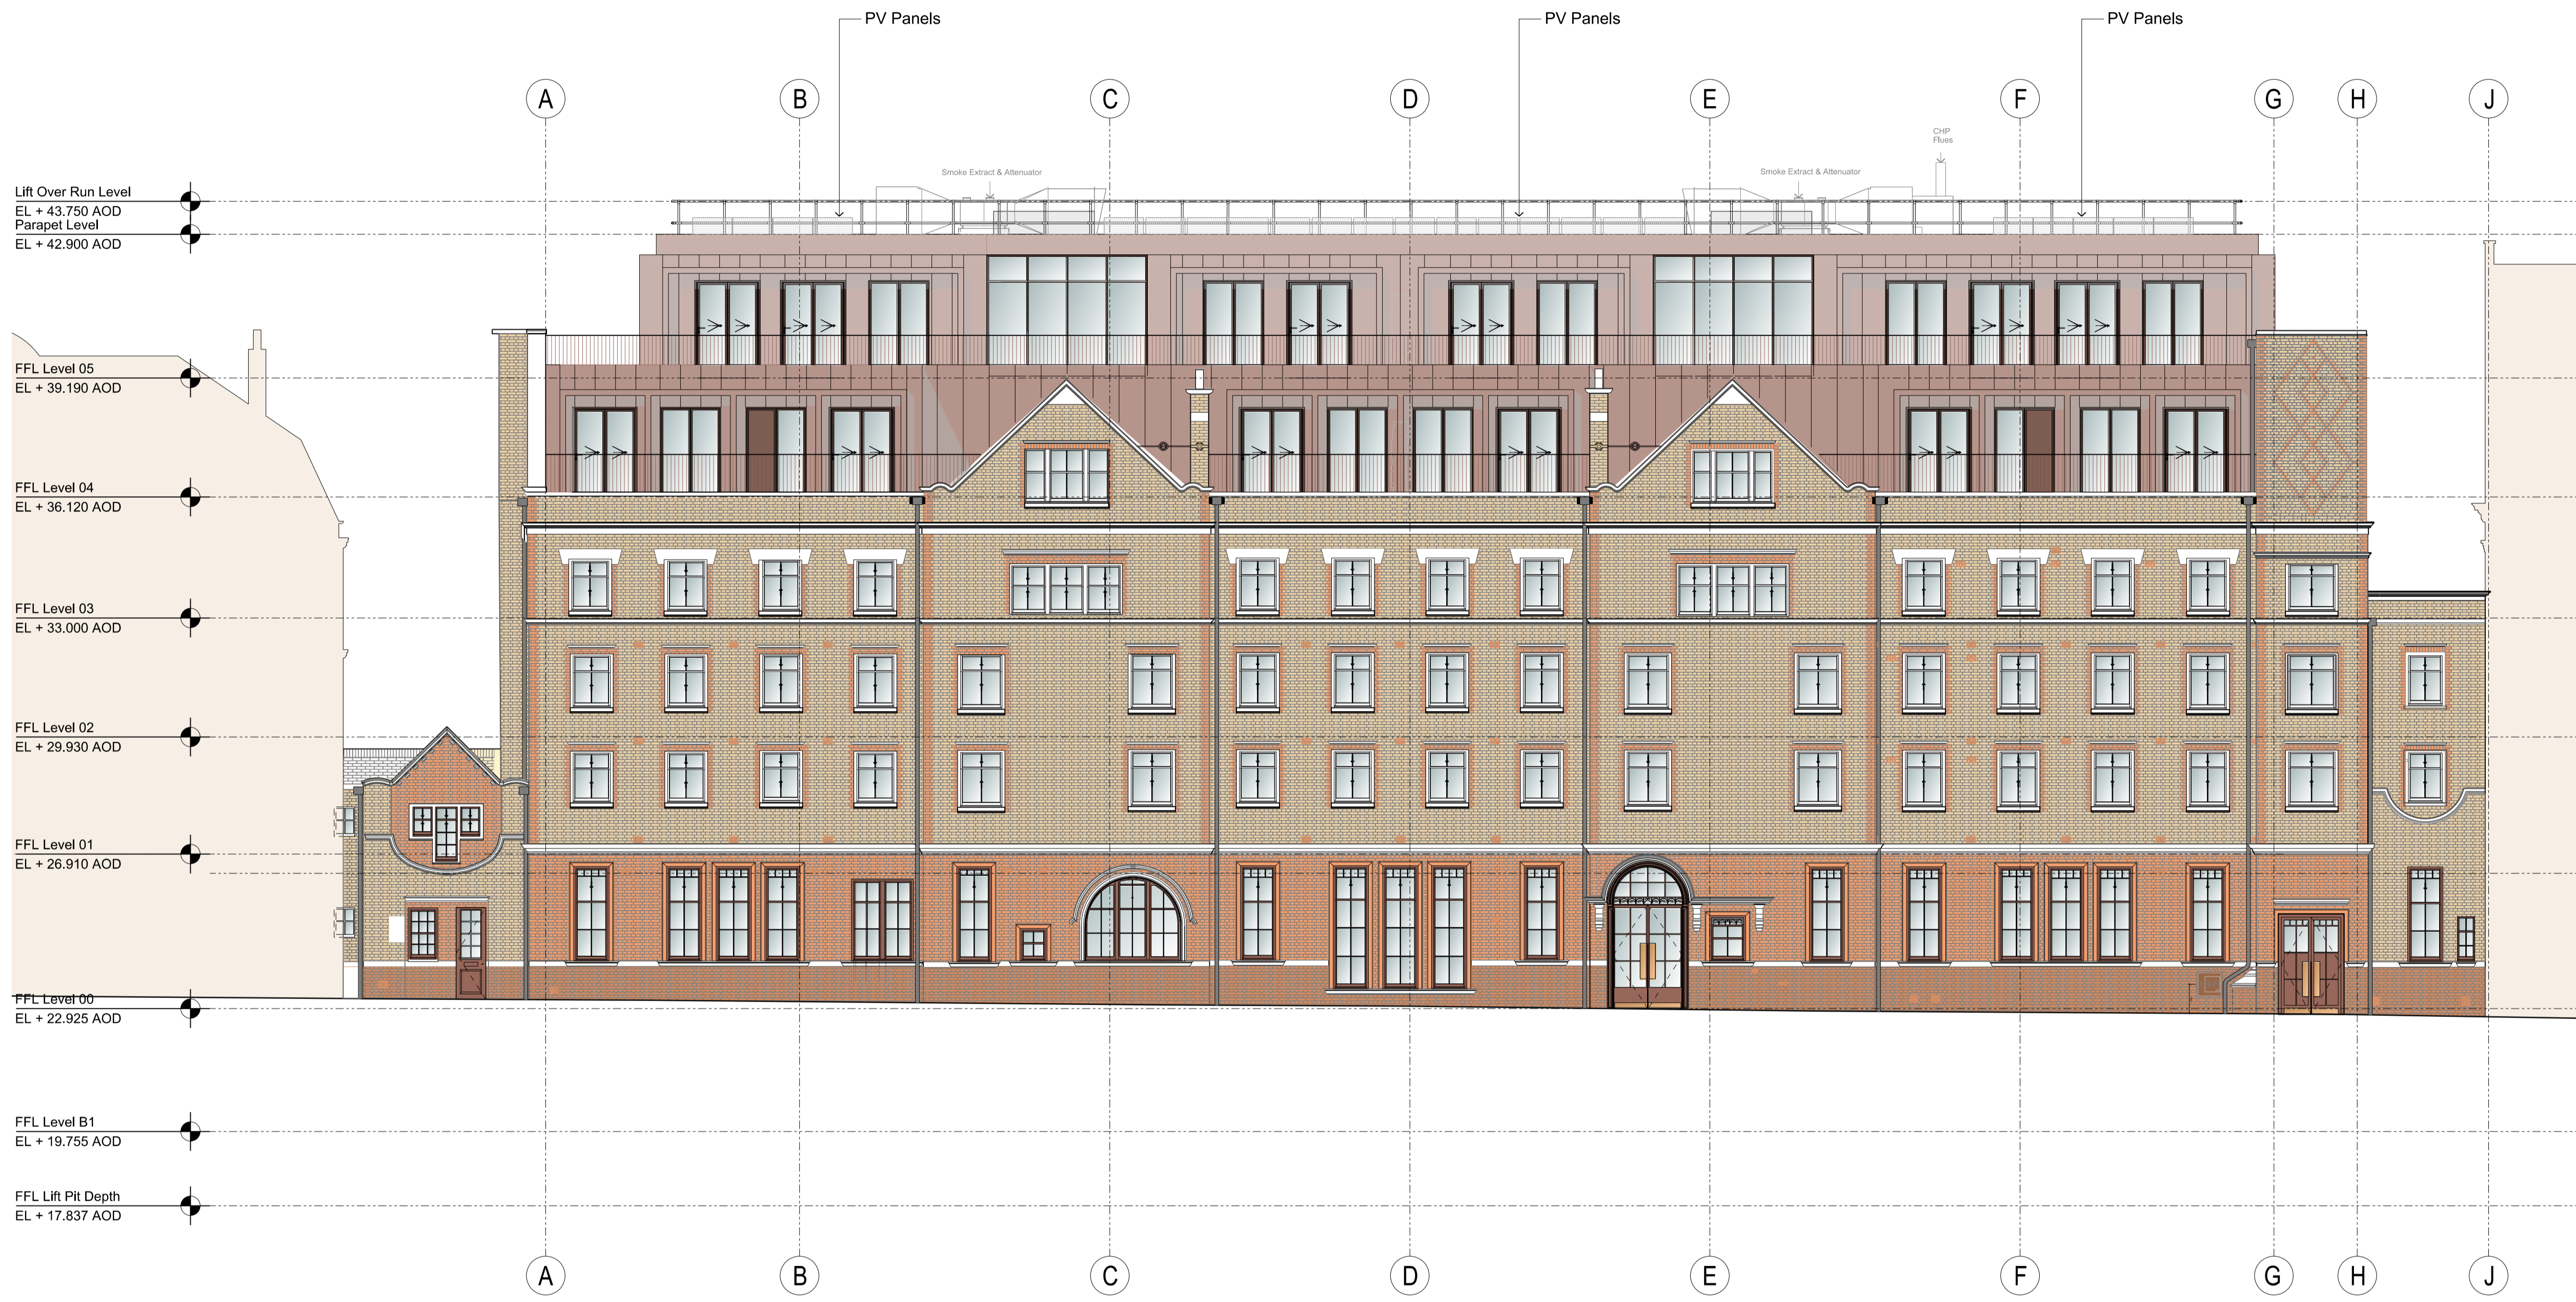 PV Panels
PV Panels
PV Panels
A
B
C
D
E
F
G
H
J
CHP
Flues
Smoke Extract & Attenuator
Smoke Extract & Attenuator
Lift Over Run Level
EL + 43.750 AOD
Parapet Level
EL + 42.900 AOD
FFL Level 05
EL + 39.190 AOD
FFL Level 04
EL + 36.120 AOD
FFL Level 03
EL + 33.000 AOD
FFL Level 02
EL + 29.930 AOD
FFL Level 01
EL + 26.910 AOD
FFL Level 00
EL + 22.925 AOD
FFL Level B1
EL + 19.755 AOD
FFL Lift Pit Depth
EL + 17.837 AOD
A
B
C
D
E
F
G
H
J